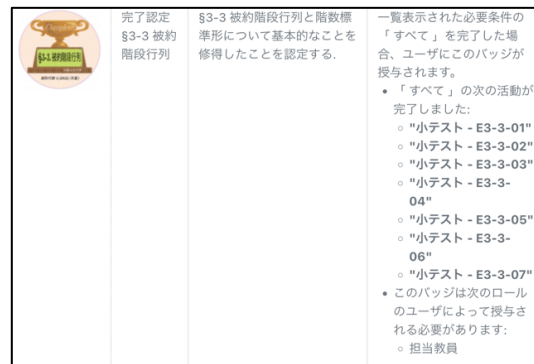 §3-3. 被約階段行列
完了認定
§3-3 被約
階段行列
§3-3 被約階段行列と階数標
準形について基本的なことを
修得したことを認定する.
一覧表示された必要条件の
「 すべて 」を完了した場
合、ユーザにこのバッジが
授与されます。
• 「 すべて 」の次の活動が
完了しました:
○ "小テスト - E3-3-01"
○ "小テスト - E3-3-02"
○ "小テスト - E3-3-03"
○ "小テスト - E3-3-
04"
○ "小テスト - E3-3-05"
○ "小テスト - E3-3-
06"
○ "小テスト - E3-3-07"
• このバッジは次のロール
のユーザによって授与さ
れる必要があります:
○ 担当教員